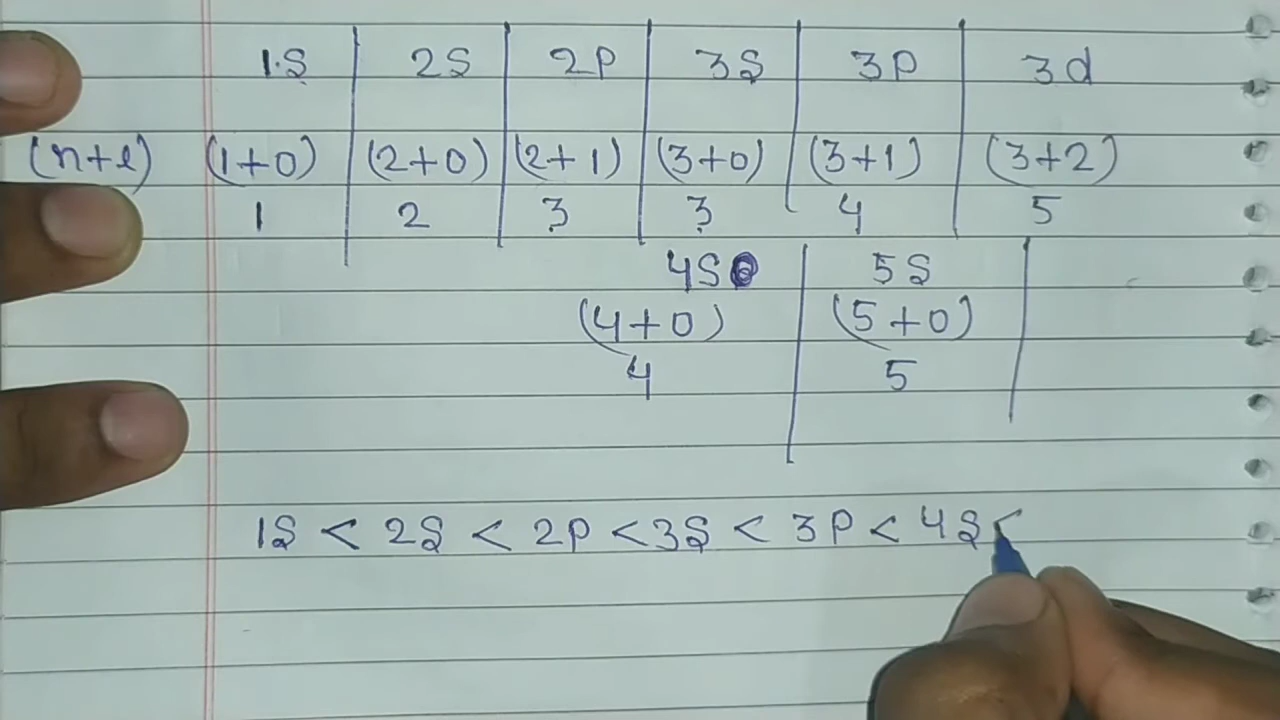 1.S 2S 2P 3S 3P 3d
(n+l) (1+0) (2+0) (2+1) (3+0) (3+1) (3+2)
1 2 3 3 4 5
4S 5S
(4+0) (5+0)
4 5
1S < 2S < 2P < 3S < 3P < 4S <